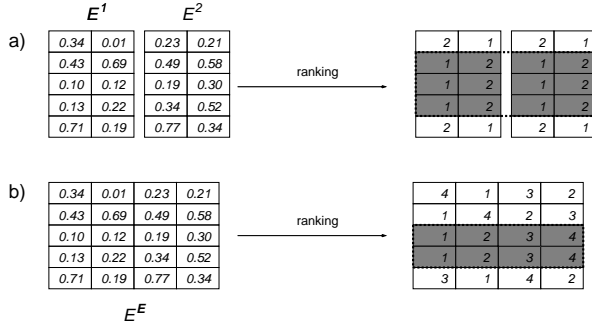 E1 E2
a)
0.34 0.01 0.23 0.21 2 1 2 1
0.43 0.69 0.49 0.58 1 2 1 2
0.10 0.12 0.19 0.30 ranking 1 2 1 2
0.13 0.22 0.34 0.52 1 2 1 2
0.71 0.19 0.77 0.34 2 1 2 1
b)
0.34 0.01 0.23 0.21 4 1 3 2
0.43 0.69 0.49 0.58 ranking 1 4 2 3
0.10 0.12 0.19 0.30 1 2 3 4
0.13 0.22 0.34 0.52 1 2 3 4
0.71 0.19 0.77 0.34 3 1 4 2
EE